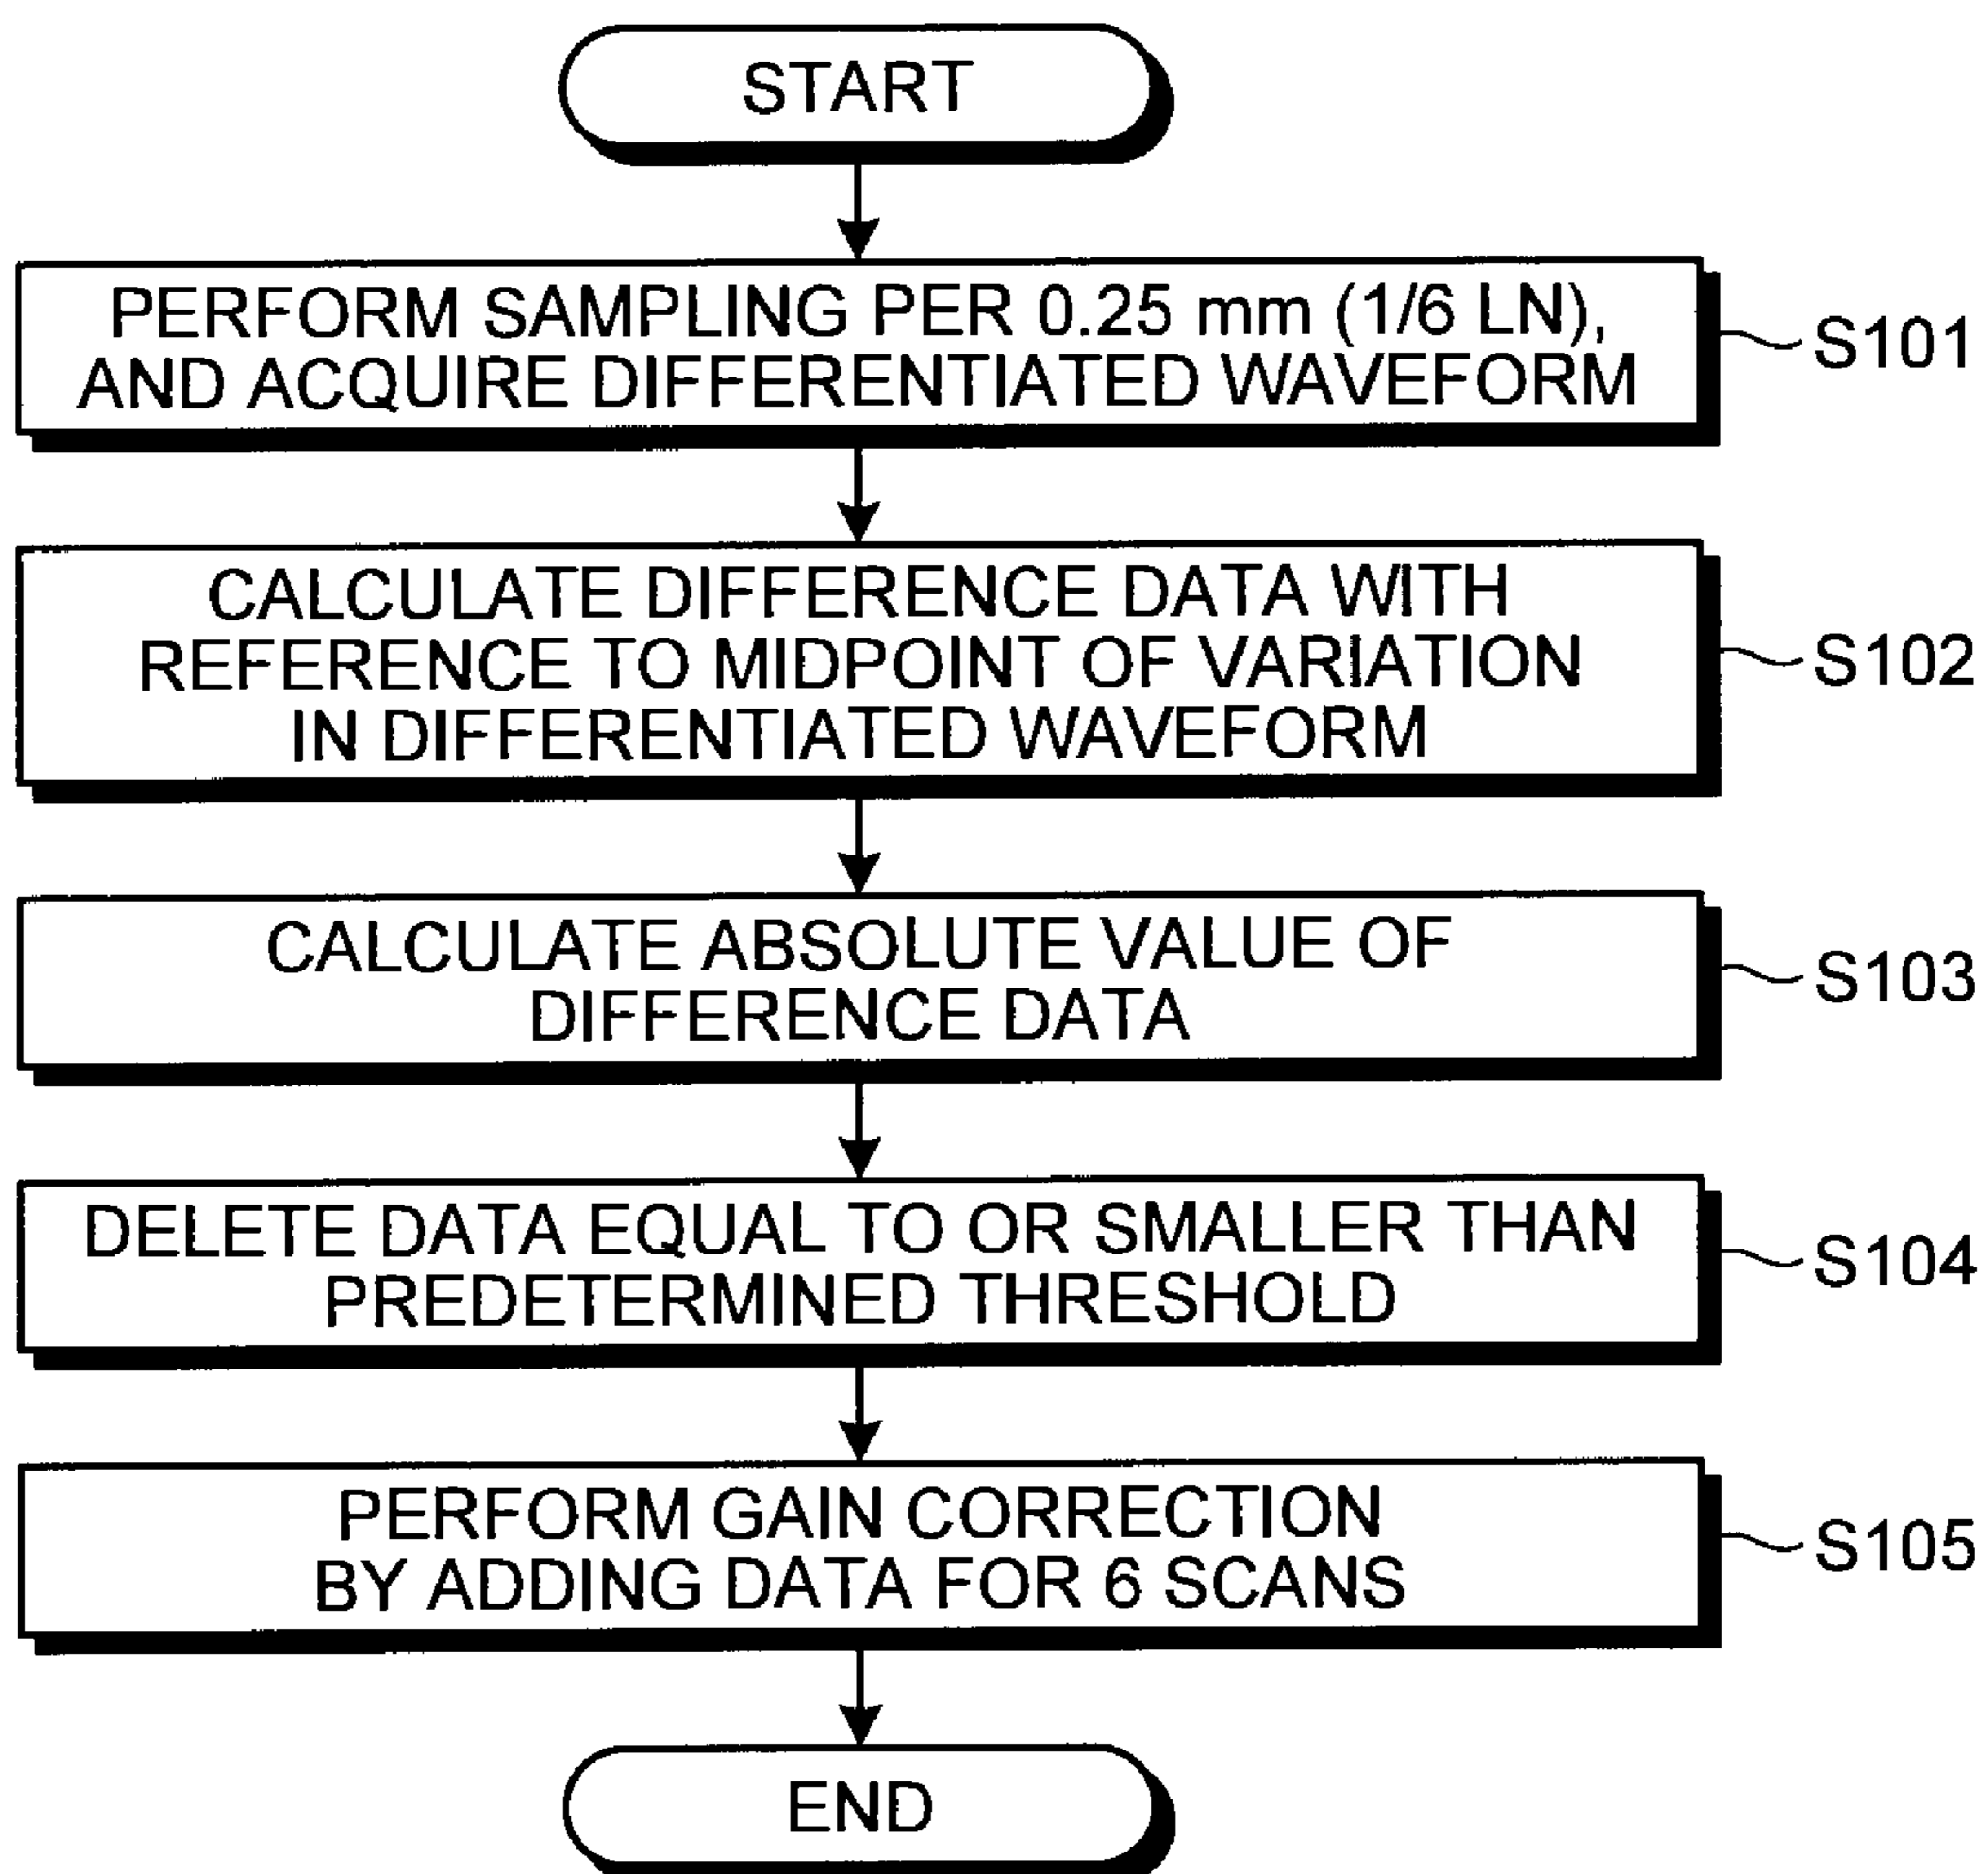 START
PERFORM SAMPLING PER 0.25 mm (1/6 LN),
AND ACQUIRE DIFFERENTIATED WAVEFORM
S101
CALCULATE DIFFERENCE DATA WITH
REFERENCE TO MIDPOINT OF VARIATION
IN DIFFERENTIATED WAVEFORM
S102
CALCULATE ABSOLUTE VALUE OF
DIFFERENCE DATA
S103
DELETE DATA EQUAL TO OR SMALLER THAN
PREDETERMINED THRESHOLD
S104
PERFORM GAIN CORRECTION
BY ADDING DATA FOR 6 SCANS
S105
END